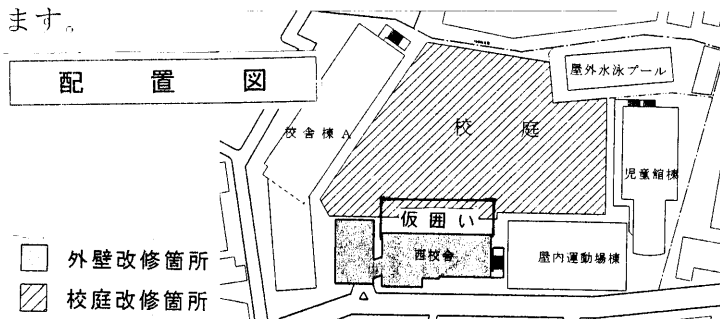 ます。
配置図
屋外水泳プール
校舎棟A
校庭
児童館棟
仮囲い
西校舎
屋内運動場棟
外壁改修箇所
校庭改修箇所